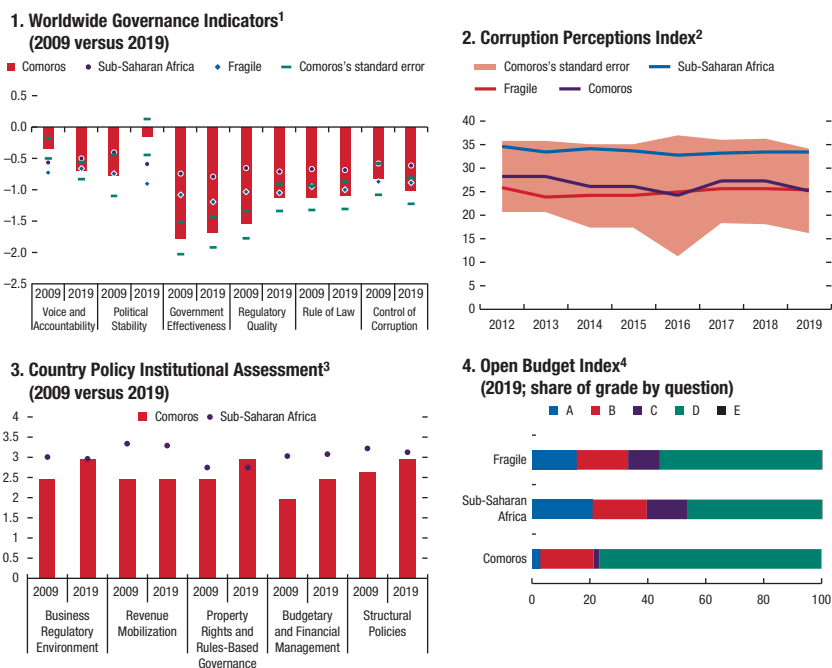 1. Worldwide Governance Indicators1
(2009 versus 2019)
Comoros Sub-Saharan Africa Fragile Comoros's standard error
0.5
0.0
–0.5
–1.0
–1.5
–2.0
–2.5
2009 2019 2009 2019 2009 2019 2009 2019 2009 2019 2009 2019
Voice and Accountability
Political Stability
Government Effectiveness
Regulatory Quality
Rule of Law
Control of Corruption
2. Corruption Perceptions Index2
Comoros's standard error Sub-Saharan Africa
Fragile Comoros
40
35
30
25
20
15
10
5
0
2012 2013 2014 2015 2016 2017 2018 2019
3. Country Policy Institutional Assessment3
(2009 versus 2019)
Comoros Sub-Saharan Africa
4
3.5
3
2.5
2
1.5
1
0.5
0
2009 2019 2009 2019 2009 2019 2009 2019 2009 2019
Business
Regulatory
Environment
Revenue
Mobilization
Property
Rights and
Rules-Based
Governance
Budgetary
and Financial
Management
Structural
Policies
4. Open Budget Index4
(2019; share of grade by question)
A B C D E
Fragile
Sub-Saharan
Africa
Comoros
0 20 40 60 80 100